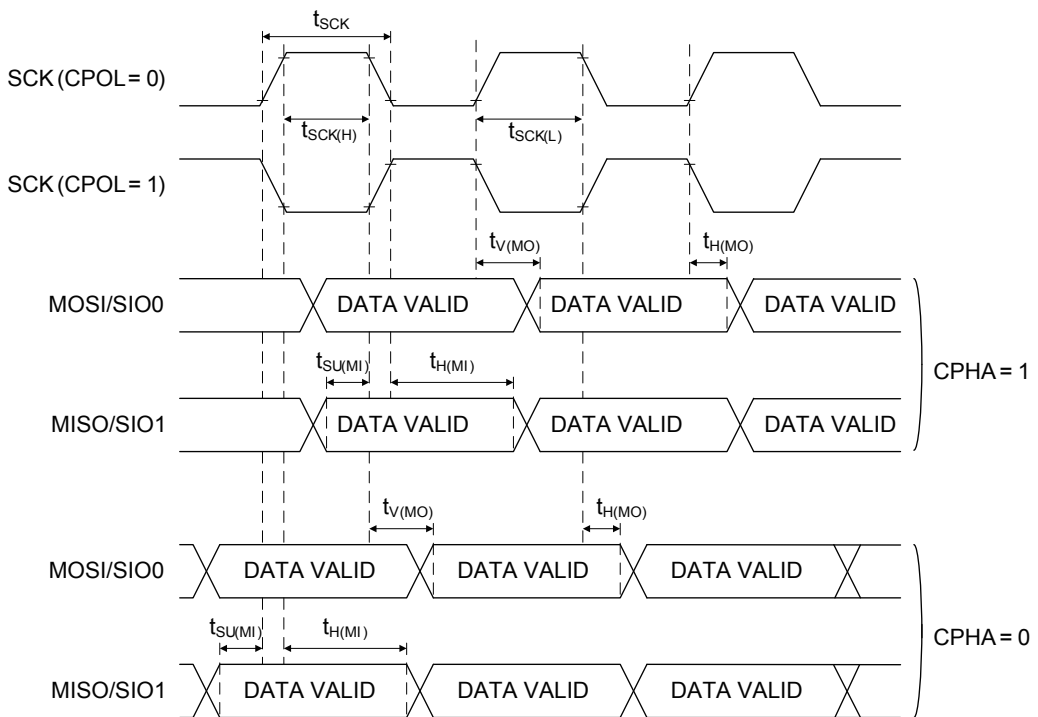 tSCK
SCK (CPOL = 0)
tSCK(H)
tSCK(L)
SCK (CPOL = 1)
tV(MO)
tH(MO)
MOSI/SIO0
DATA VALID
DATA VALID
DATA VALID
CPHA = 1
tSU(MI)
tH(MI)
MISO/SIO1
DATA VALID
DATA VALID
DATA VALID
tV(MO)
tH(MO)
MOSI/SIO0
DATA VALID
DATA VALID
DATA VALID
CPHA = 0
tSU(MI)
tH(MI)
MISO/SIO1
DATA VALID
DATA VALID
DATA VALID